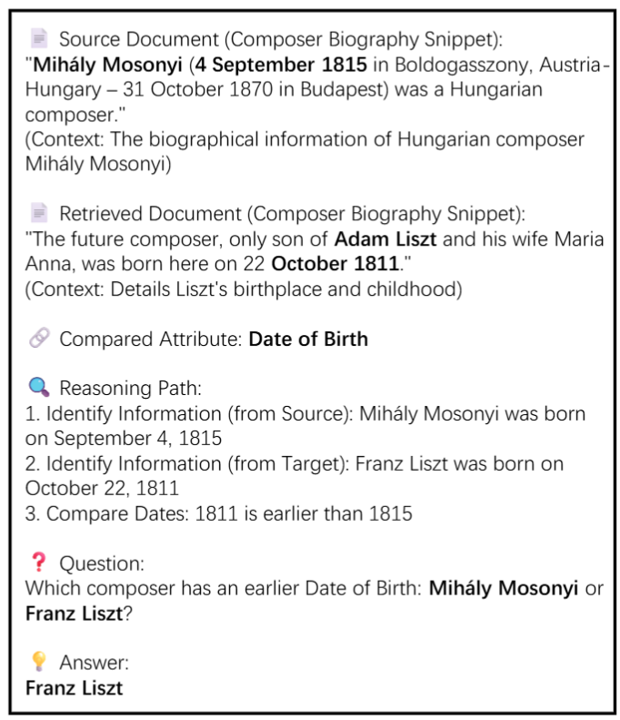 📄 Source Document (Composer Biography Snippet):
"Mihály Mosonyi (4 September 1815 in Boldogasszony, Austria-
Hungary – 31 October 1870 in Budapest) was a Hungarian
composer."
(Context: The biographical information of Hungarian composer
Mihály Mosonyi)
📄 Retrieved Document (Composer Biography Snippet):
"The future composer, only son of Adam Liszt and his wife Maria
Anna, was born here on 22 October 1811."
(Context: Details Liszt's birthplace and childhood)
🔗 Compared Attribute: Date of Birth
🔍 Reasoning Path:
1. Identify Information (from Source): Mihály Mosonyi was born
on September 4, 1815
2. Identify Information (from Target): Franz Liszt was born on
October 22, 1811
3. Compare Dates: 1811 is earlier than 1815
❓ Question:
Which composer has an earlier Date of Birth: Mihály Mosonyi or
Franz Liszt?
💡 Answer:
Franz Liszt